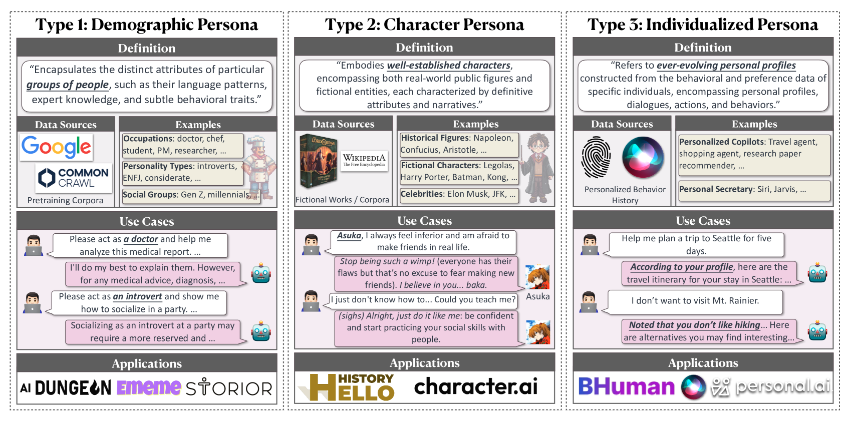 Type 1: Demographic Persona
Definition
“Encapsulates the distinct attributes of particular
groups of people, such as their language patterns,
expert knowledge, and subtle behavioral traits.”
Data Sources
Google
COMMON
CRAWL
Pretraining Corpora
Examples
Occupations: doctor, chef,
student, PM, researcher, ...
Personality Types: introverts,
ENFJ, considerate, ...
Social Groups: Gen Z, millennials,
Use Cases
Please act as a doctor and help me
analyze this medical report. ...
I'll do my best to explain them. However,
for any medical advice, diagnosis, ...
Please act as an introvert and show me
how to socialize in a party. ...
Socializing as an introvert at a party may
require a more reserved and ...
Applications
AI DUNGEON
Ememe
STORIOR
Type 2: Character Persona
Definition
“Embodies well-established characters,
encompassing both real-world public figures and
fictional entities, each characterized by definitive
attributes and narratives.”
Data Sources
WIKIPEDIA
The Free Encyclopedia
Fictional Works / Corpora
Examples
Historical Figures: Napoleon,
Confucius, Aristotle, ...
Fictional Characters: Legolas,
Harry Porter, Batman, Kong, ...
Celebrities: Elon Musk, JFK, ...
Use Cases
Asuka, I always feel inferior and am afraid to
make friends in real life.
Stop being such a wimp! (everyone has their
flaws but that's no excuse to fear making new
friends). I believe in you... baka.
Asuka
I just don't know how to... Could you teach me?
(sighs) Alright, just do it like me: be confident
and start practicing your social skills with
people.
Applications
HISTORY
HELLO
character.ai
Type 3: Individualized Persona
Definition
“Refers to ever-evolving personal profiles
constructed from the behavioral and preference data of
specific individuals, encompassing personal profiles,
dialogues, actions, and behaviors.”
Data Sources
Personalized Behavior
History
Examples
Personalized Copilots: Travel agent,
shopping agent, research paper
recommender, ...
Personal Secretary: Siri, Jarvis, ...
Use Cases
Help me plan a trip to Seattle for five
days.
According to your profile, here are the
travel itinerary for your stay in Seattle: ...
I don't want to visit Mt. Rainier.
Noted that you don't like hiking... Here
are alternatives you may find interesting...
Applications
BHuman
personal.ai